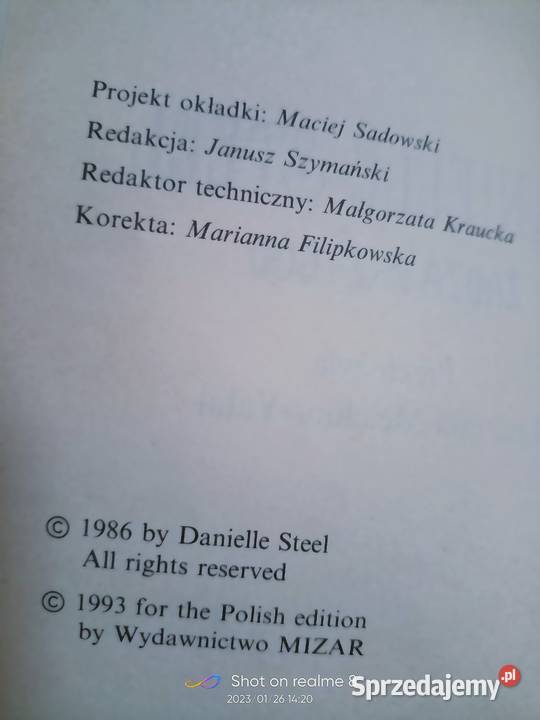 Projekt okładki: Maciej Sadowski
Redakcja: Janusz Szymański
Redaktor techniczny: Małgorzata Kraucka
Korekta: Marianna Filipkowska
© 1986 by Danielle Steel
All rights reserved
© 1993 for the Polish edition
by Wydawnictwo MIZAR
Shot on realme 8
2023/01/26 14:20
Sprzedajemy.pl